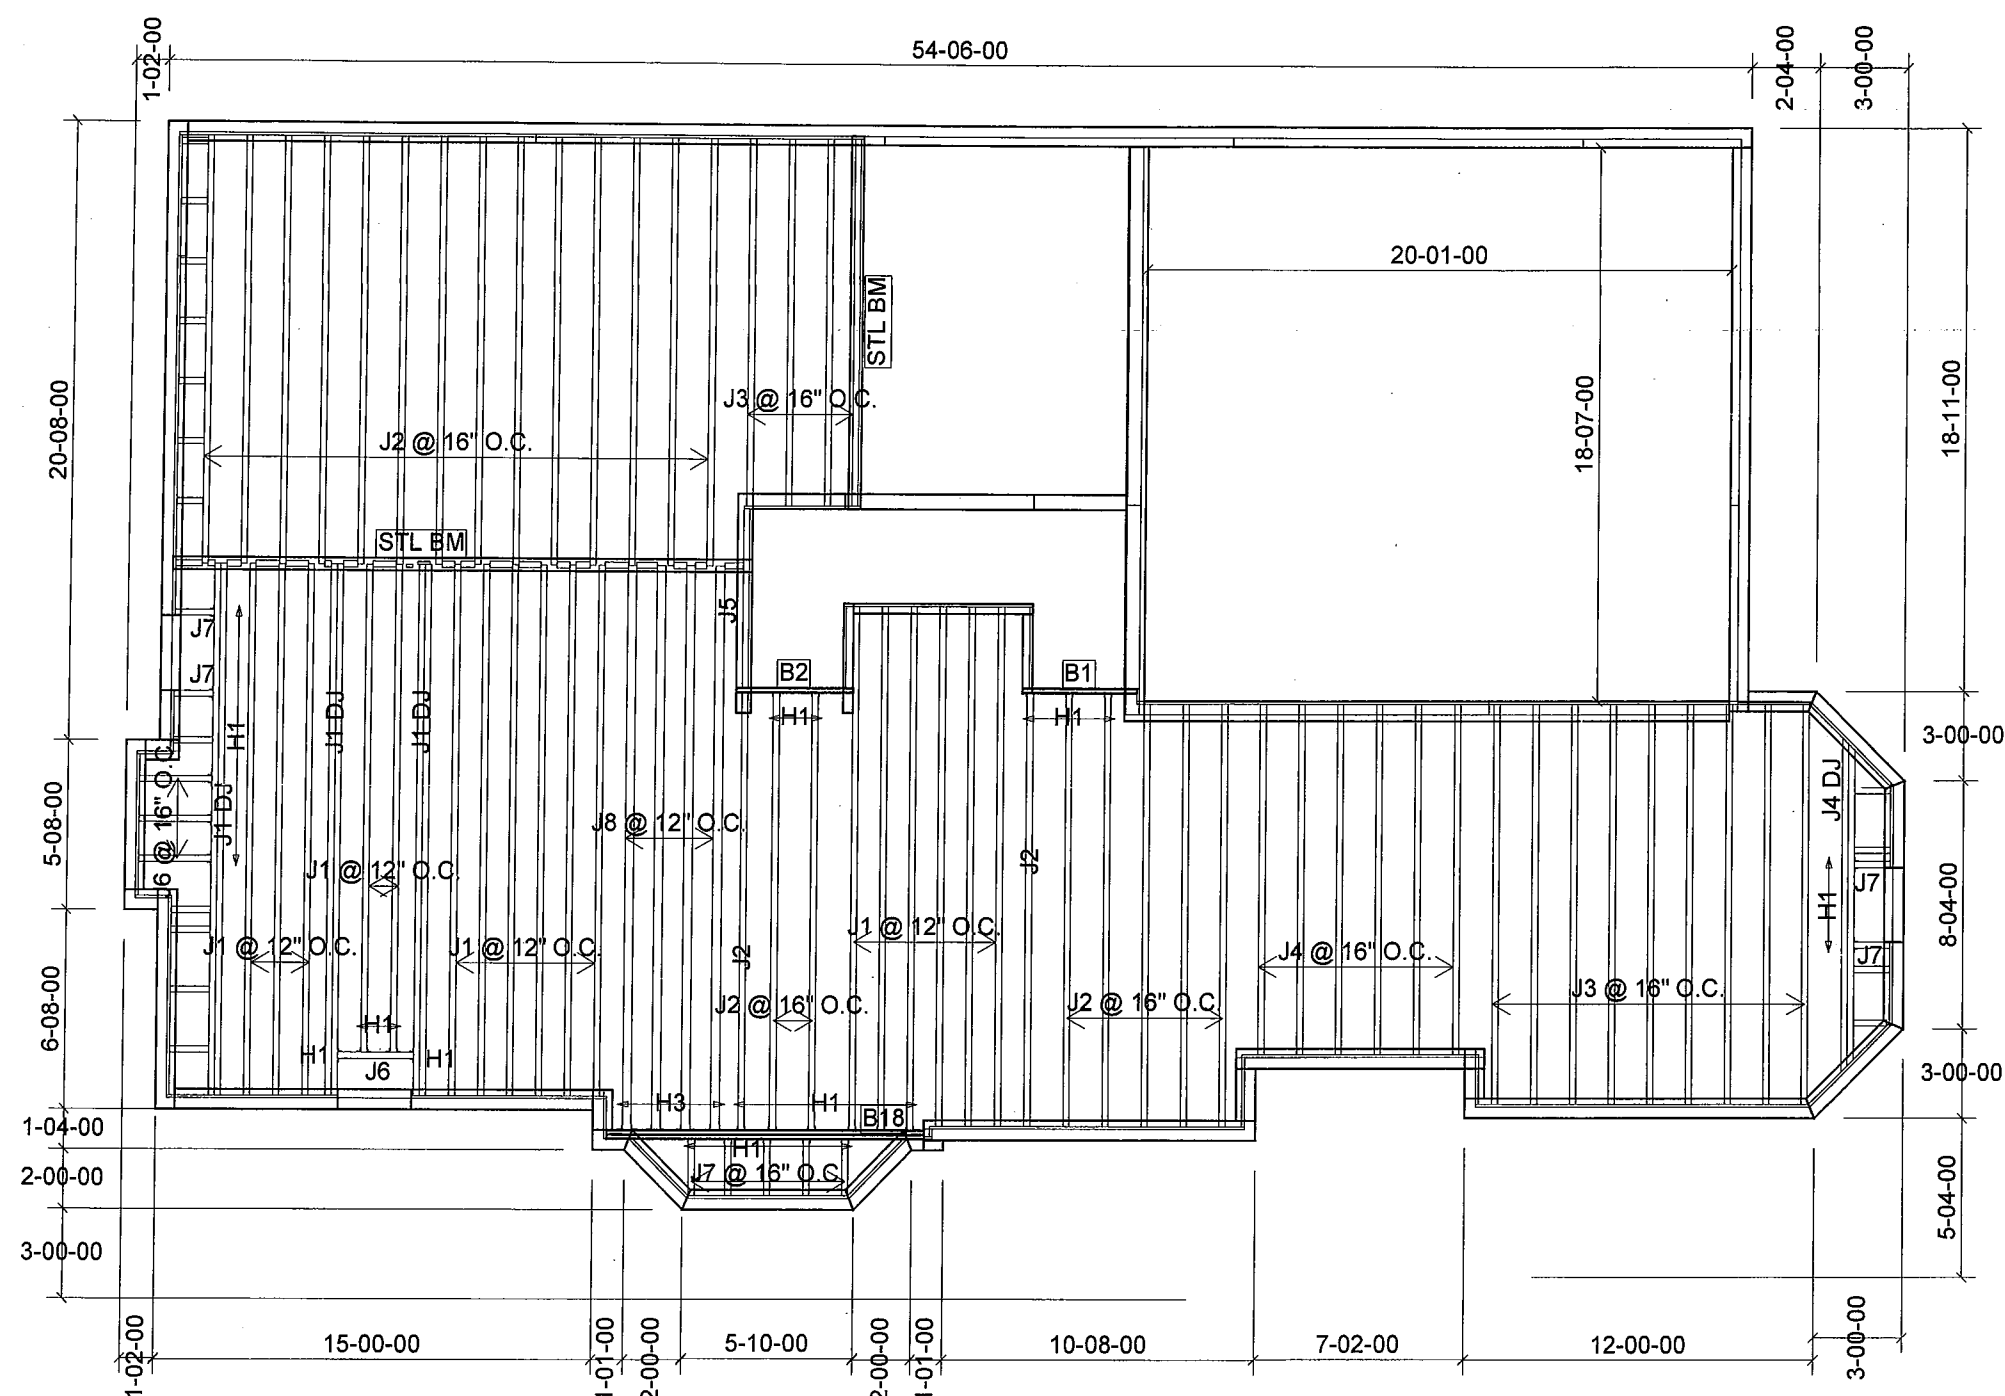 1-02-00
54-06-00
2-04-00
3-00-00
20-01-00
STL BM
20-08-00
18-07-00
18-11-00
J3 @ 16" O.C.
J2 @ 16" O.C.
STL BM
J5
J7
J7
B2
B1
H1
H1
H1
J1 DJ
J1 DJ
3-00-00
J4 DJ
J6 @ 16" O.C.
J1 DJ
5-08-00
J8 @ 12" O.C.
J1 @ 12" O.C.
J2
J7
H1
8-04-00
J1 @ 12" O.C.
J1 @ 12" O.C.
J2
J1 @ 12" O.C.
J4 @ 16" O.C.
J7
J3 @ 16" O.C.
6-08-00
J2 @ 16" O.C.
J2 @ 16" O.C.
H1
H1
H1
J6
3-00-00
H3
H1
B18
1-04-00
H1
J7 @ 16" O.C.
2-00-00
5-04-00
3-00-00
1-02-00
15-00-00
1-01-00
2-00-00
5-10-00
2-00-00
1-01-00
10-08-00
7-02-00
12-00-00
3-00-00